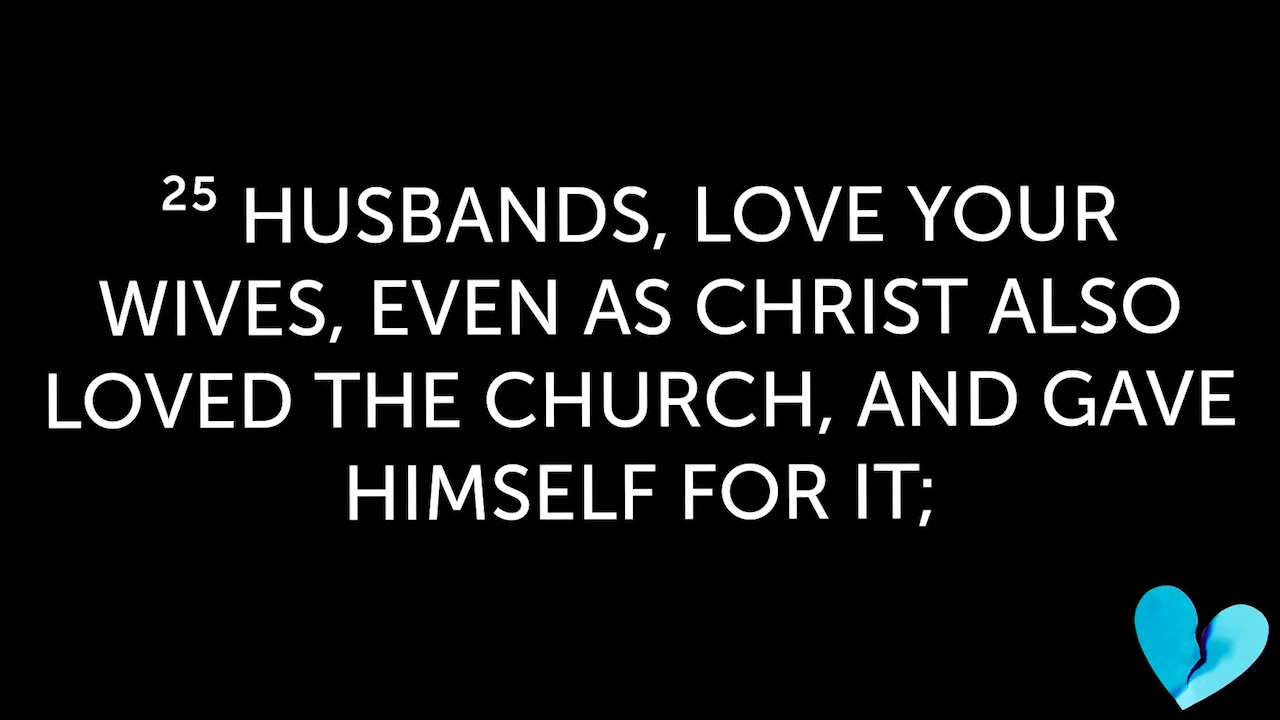 25 HUSBANDS, LOVE YOUR
WIVES, EVEN AS CHRIST ALSO
LOVED THE CHURCH, AND GAVE
HIMSELF FOR IT;